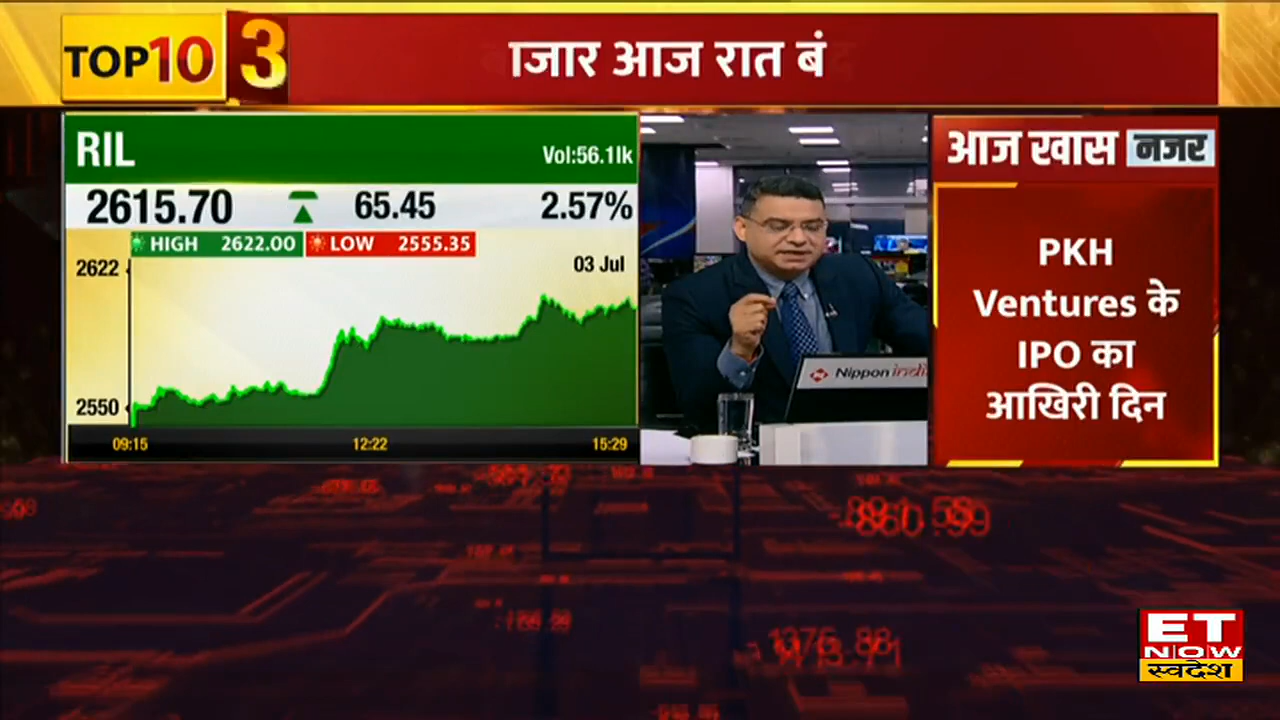 TOP10
3
ाजार आज रात बं
RIL
Vol:56.1lk
2615.70 65.45 2.57%
HIGH 2622.00 LOW 2555.35
03 Jul
2622
2550
09:15 12:22 15:29
Nippon indi
आज खास नजर
PKH
Ventures के
IPO का
आखिरी दिन
ET
NOW
स्वदेश